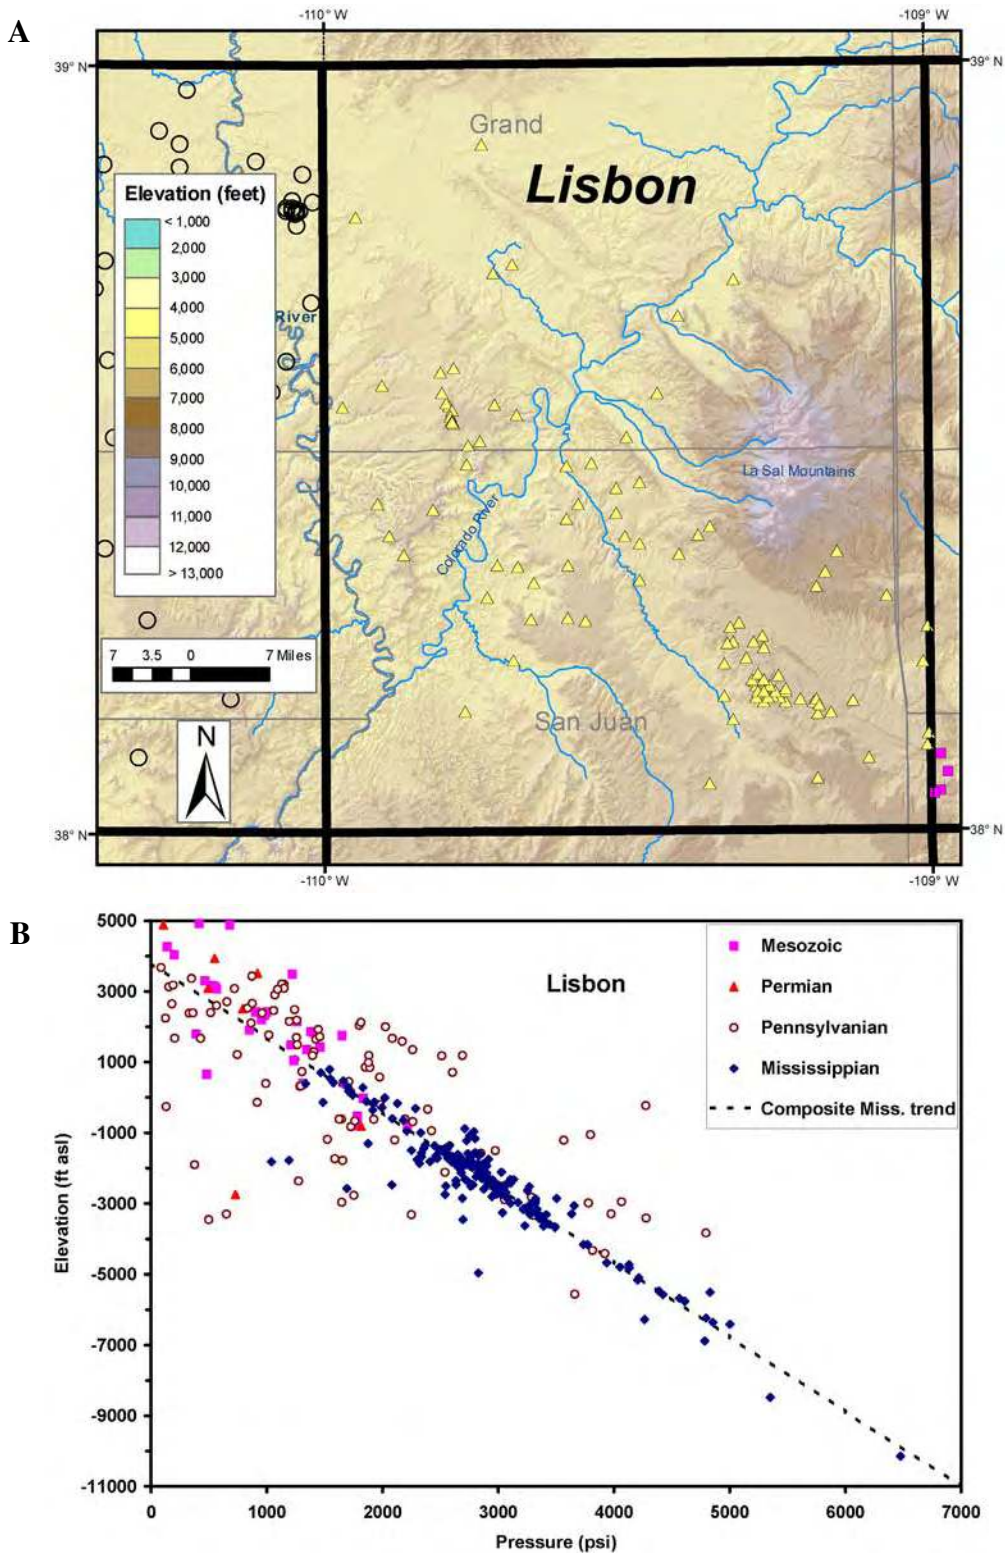 A
-110° W
-109° W
39° N
39° N
Grand
Lisbon
Elevation (feet)
< 1,000
2,000
3,000
4,000
5,000
6,000
7,000
8,000
9,000
10,000
11,000
12,000
> 13,000
River
La Sal Mountains
Colorado River
7 3.5 0 7 Miles
San Juan
N
38° N
38° N
-110° W
-109° W
B
5000
3000
1000
-1000
-3000
-5000
-7000
-9000
-11000
Elevation (ft asl)
Lisbon
Mesozoic
Permian
Pennsylvanian
Mississippian
Composite Miss. trend
0 1000 2000 3000 4000 5000 6000 7000
Pressure (psi)